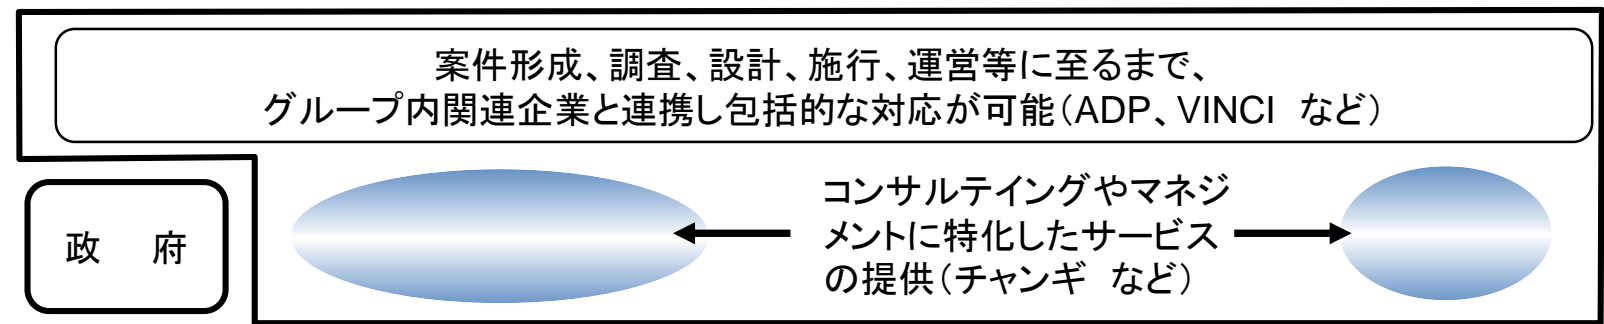 案件形成、調査、設計、施行、運営等に至るまで、
グループ内関連企業と連携し包括的な対応が可能（ADP、VINCI　など）
政　府
コンサルテイングやマネジ
メントに特化したサービス
の提供（チャンギ　など）